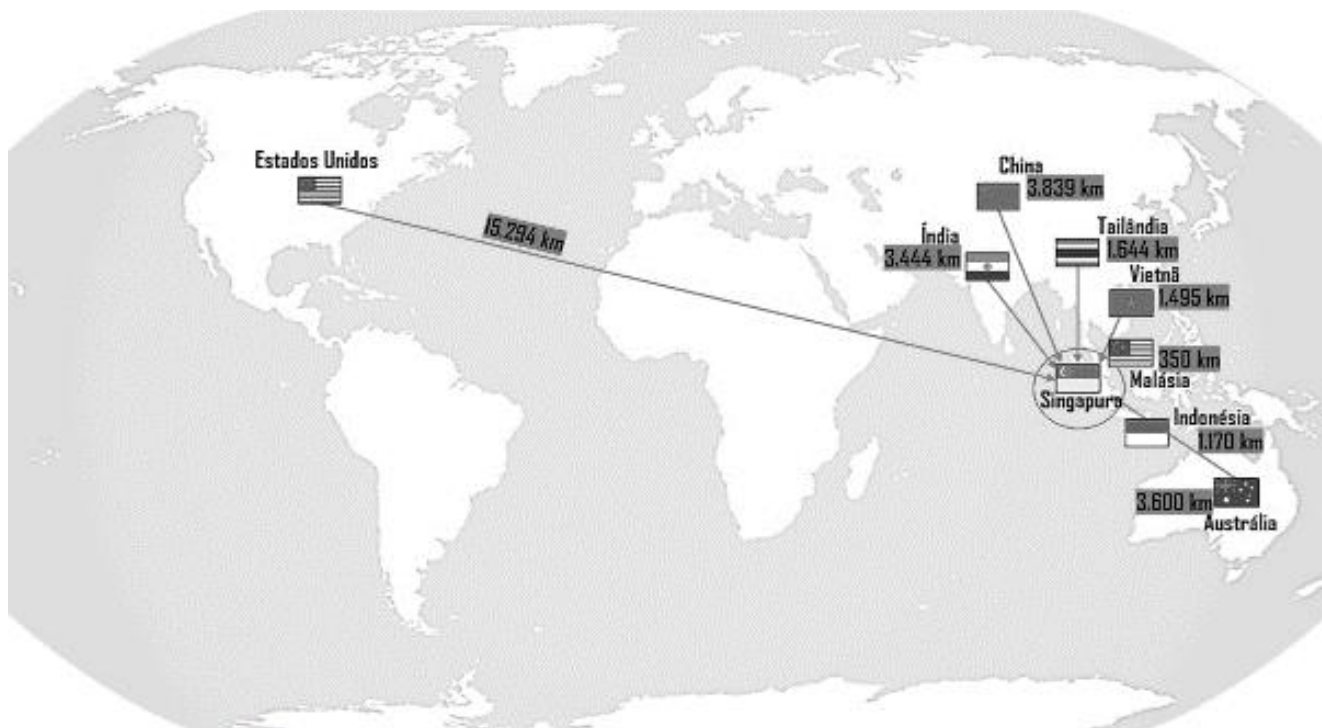 Estados Unidos
15.294 km
China
3.839 km
Índia
3.444 km
Tailândia
1.644 km
Vietnã
1.495 km
350 km
Malásia
Singapura
Indonésia
1.170 km
3.600 km
Austrália